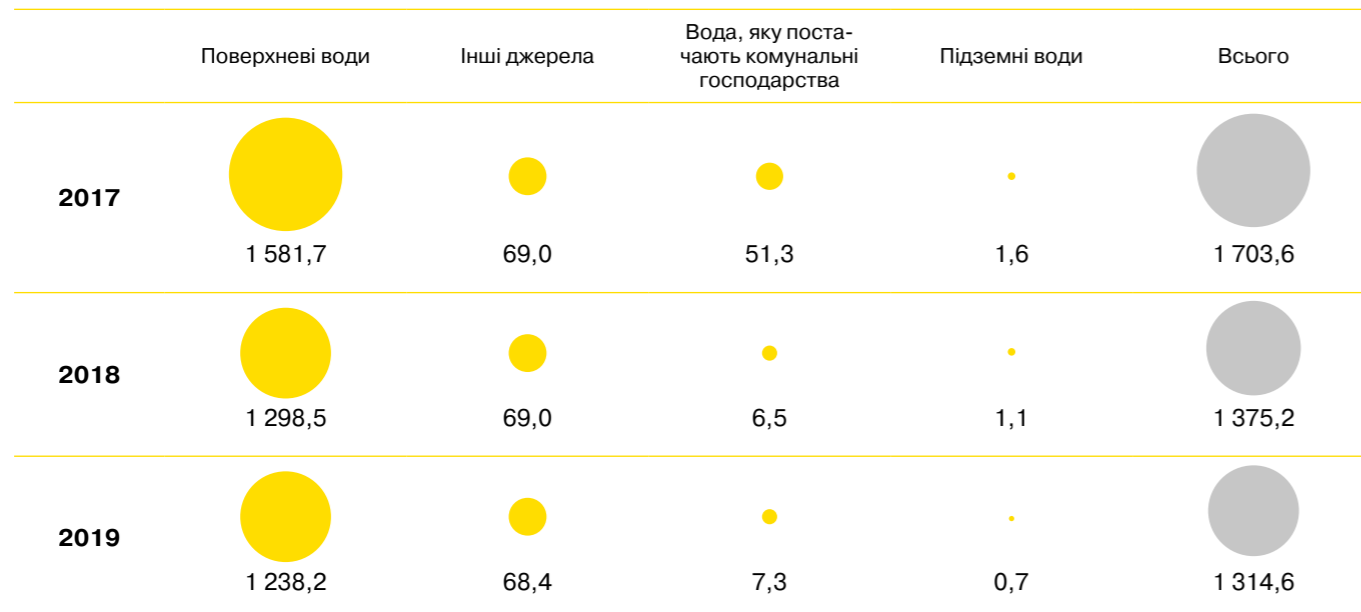 Поверхневі води
Інші джерела
Вода, яку поста-
чають комунальні
господарства
Підземні води
Всього
2017
1 581,7
69,0
51,3
1,6
1 703,6
2018
1 298,5
69,0
6,5
1,1
1 375,2
2019
1 238,2
68,4
7,3
0,7
1 314,6